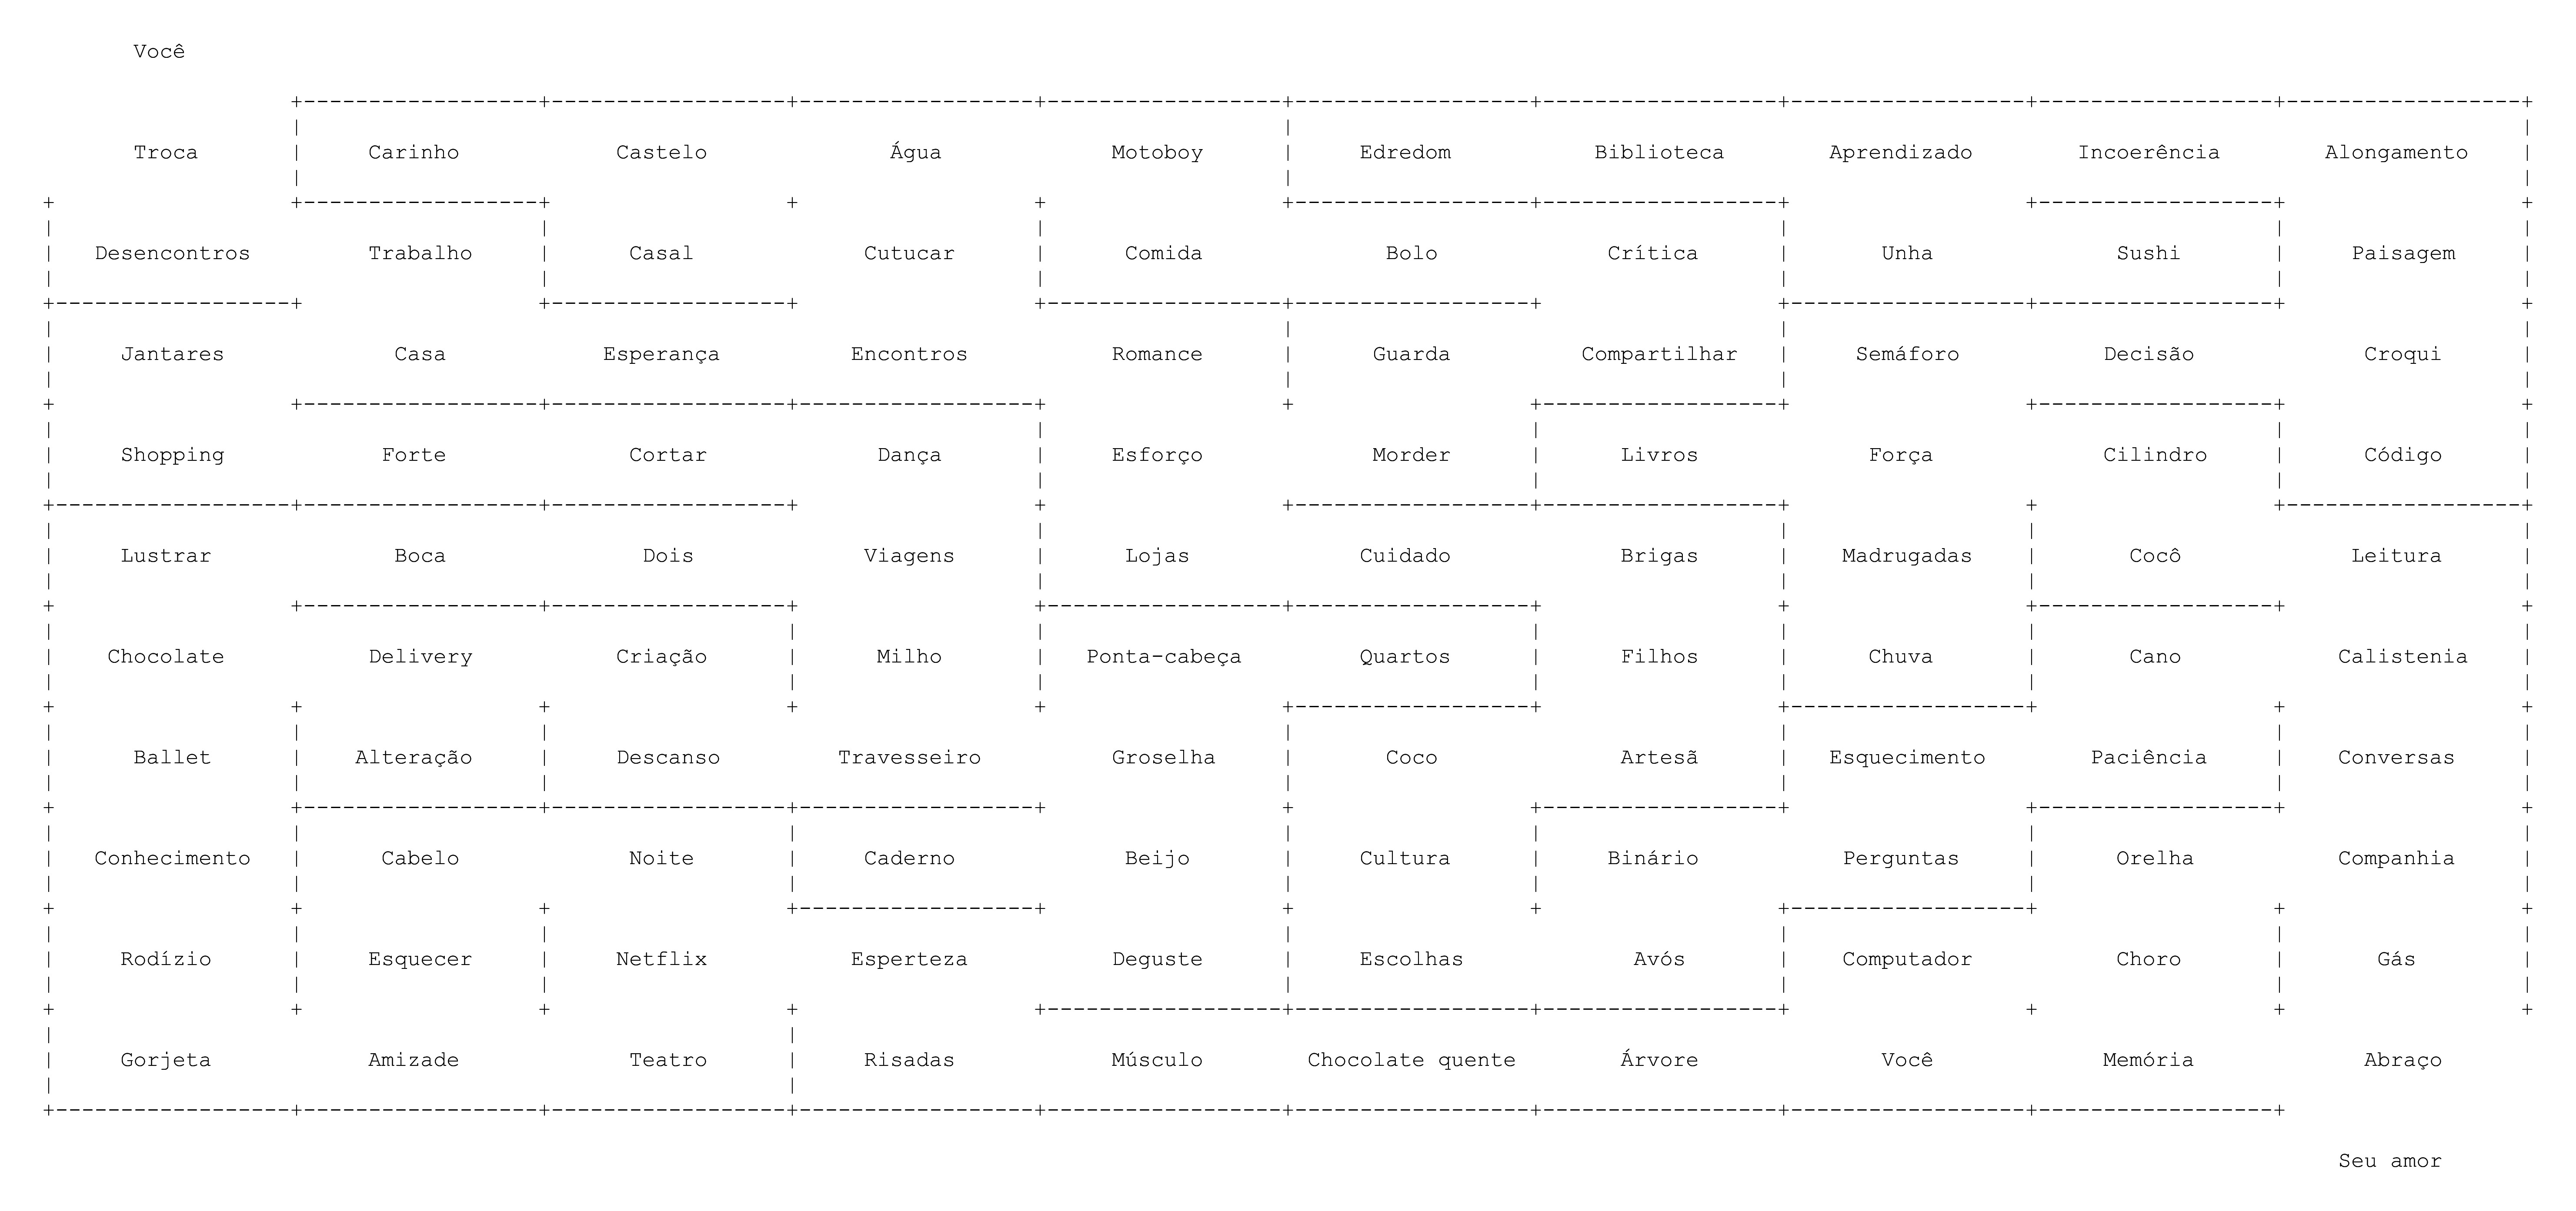 Você
Troca Carinho Castelo Água Motoboy Edredom Biblioteca Aprendizado Incoerência Alongamento
Desencontros Trabalho Casal Cutucar Comida Bolo Crítica Unha Sushi Paisagem
Jantares Casa Esperança Encontros Romance Guarda Compartilhar Semáforo Decisão Croqui
Shopping Forte Cortar Dança Esforço Morder Livros Força Cilindro Código
Lustrar Boca Dois Viagens Lojas Cuidado Brigas Madrugadas Cocô Leitura
Chocolate Delivery Criação Milho Ponta-cabeça Quartos Filhos Chuva Cano Calistenia
Ballet Alteração Descanso Travesseiro Groselha Coco Artesã Esquecimento Paciência Conversas
Conhecimento Cabelo Noite Caderno Beijo Cultura Binário Perguntas Orelha Companhia
Rodízio Esquecer Netflix Esperteza Deguste Escolhas Avós Computador Choro Gás
Gorjeta Amizade Teatro Risadas Músculo Chocolate quente Árvore Você Memória Abraço
Seu amor